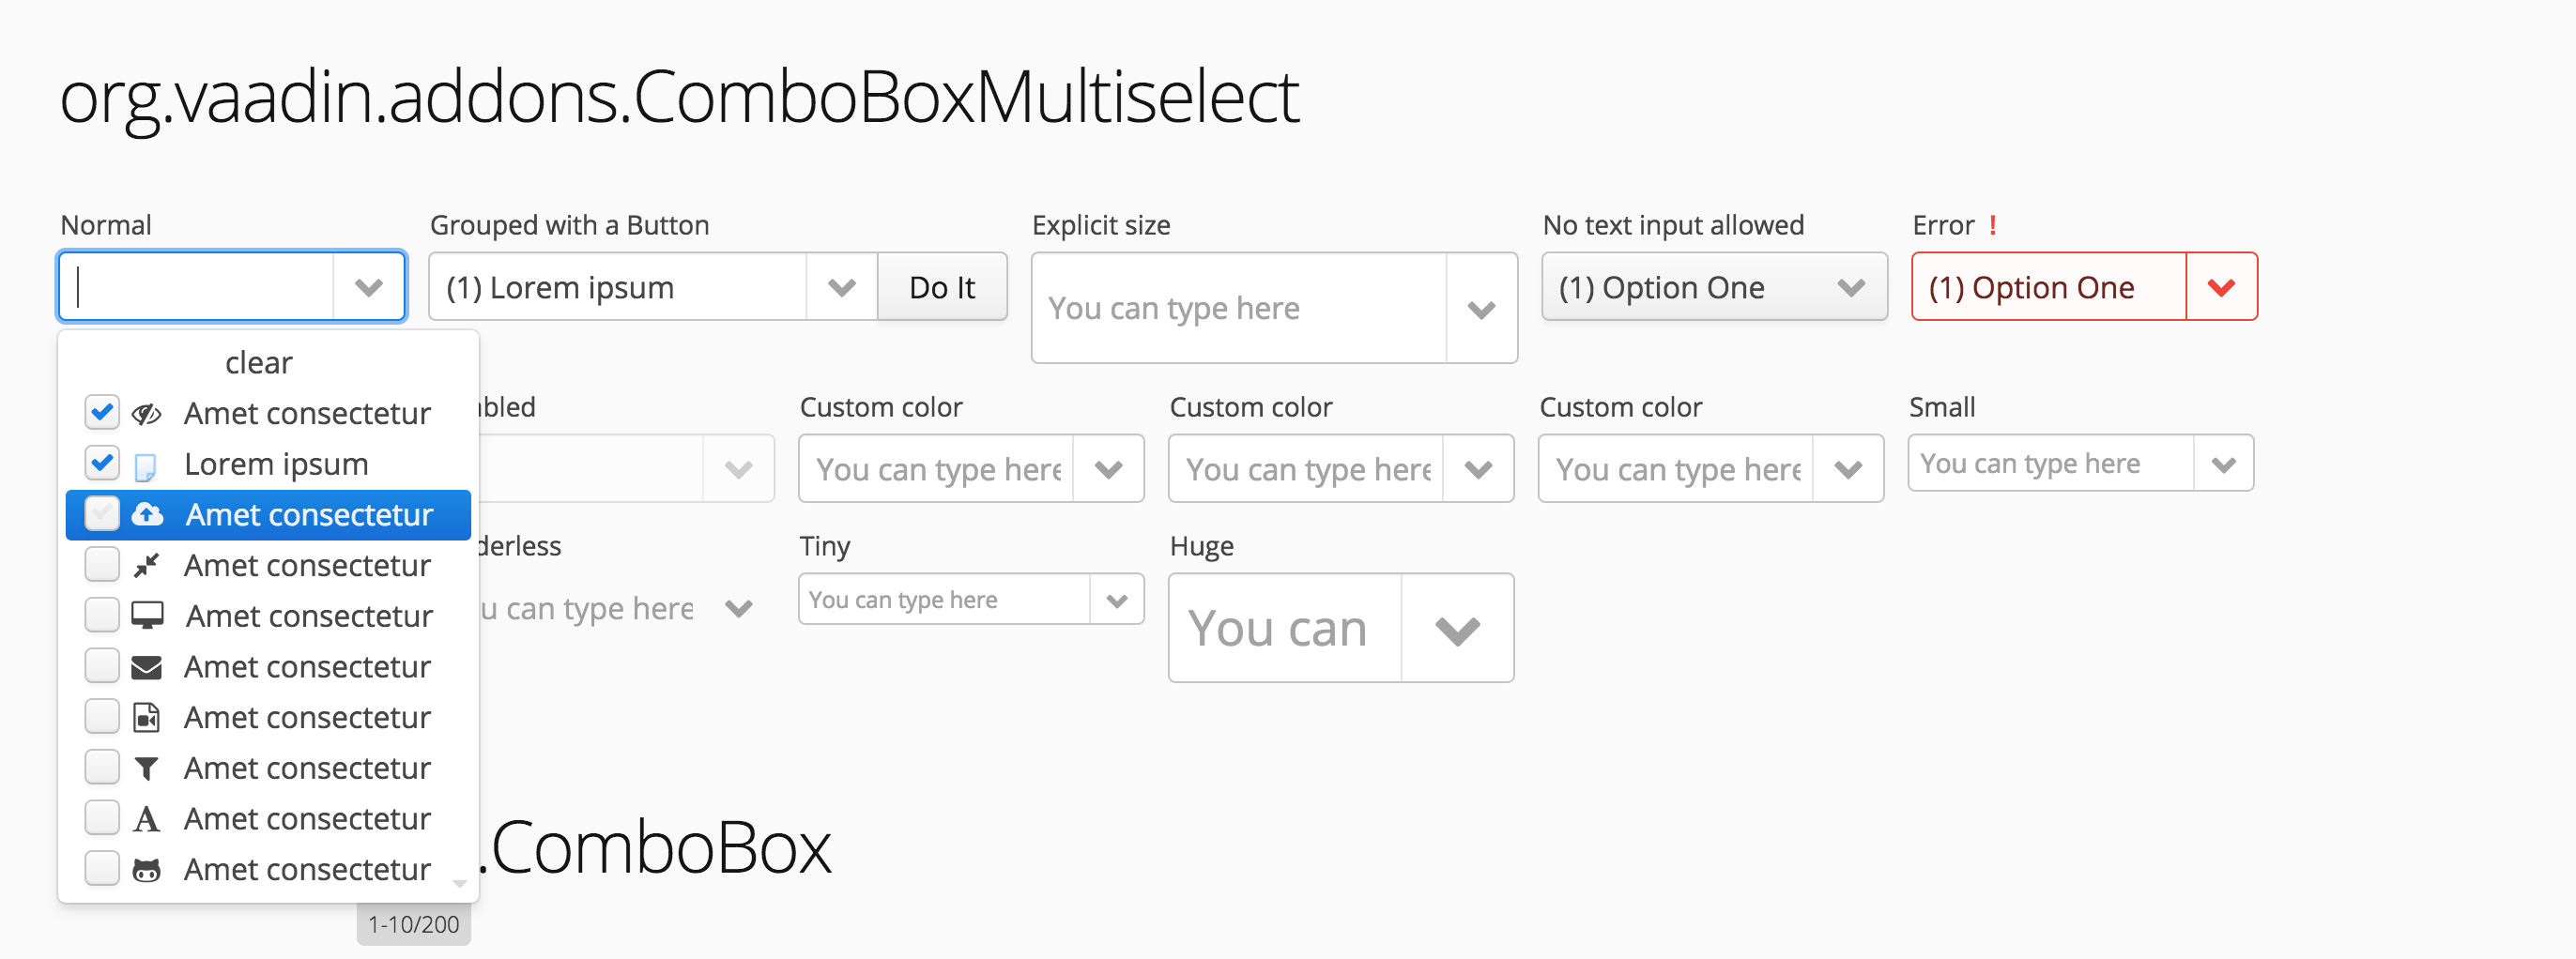 org.vaadin.addons.ComboBoxMultiselect
Normal
Grouped with a Button
Explicit size
No text input allowed
Error !
(1) Lorem ipsum
Do It
You can type here
(1) Option One
(1) Option One
clear
Amet consectetur
Lorem ipsum
Amet consectetur
Amet consectetur
Amet consectetur
Amet consectetur
Amet consectetur
Amet consectetur
Amet consectetur
Amet consectetur
1-10/200
bled
Custom color
Custom color
Custom color
Small
You can type here
You can type here
You can type here
You can type here
derless
Tiny
Huge
u can type here
You can type here
You can
.ComboBox